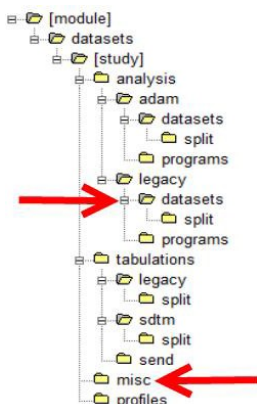 [module]
datasets
[study]
analysis
adam
datasets
split
programs
legacy
datasets
split
programs
tabulations
legacy
split
sdtm
split
send
misc
profiles